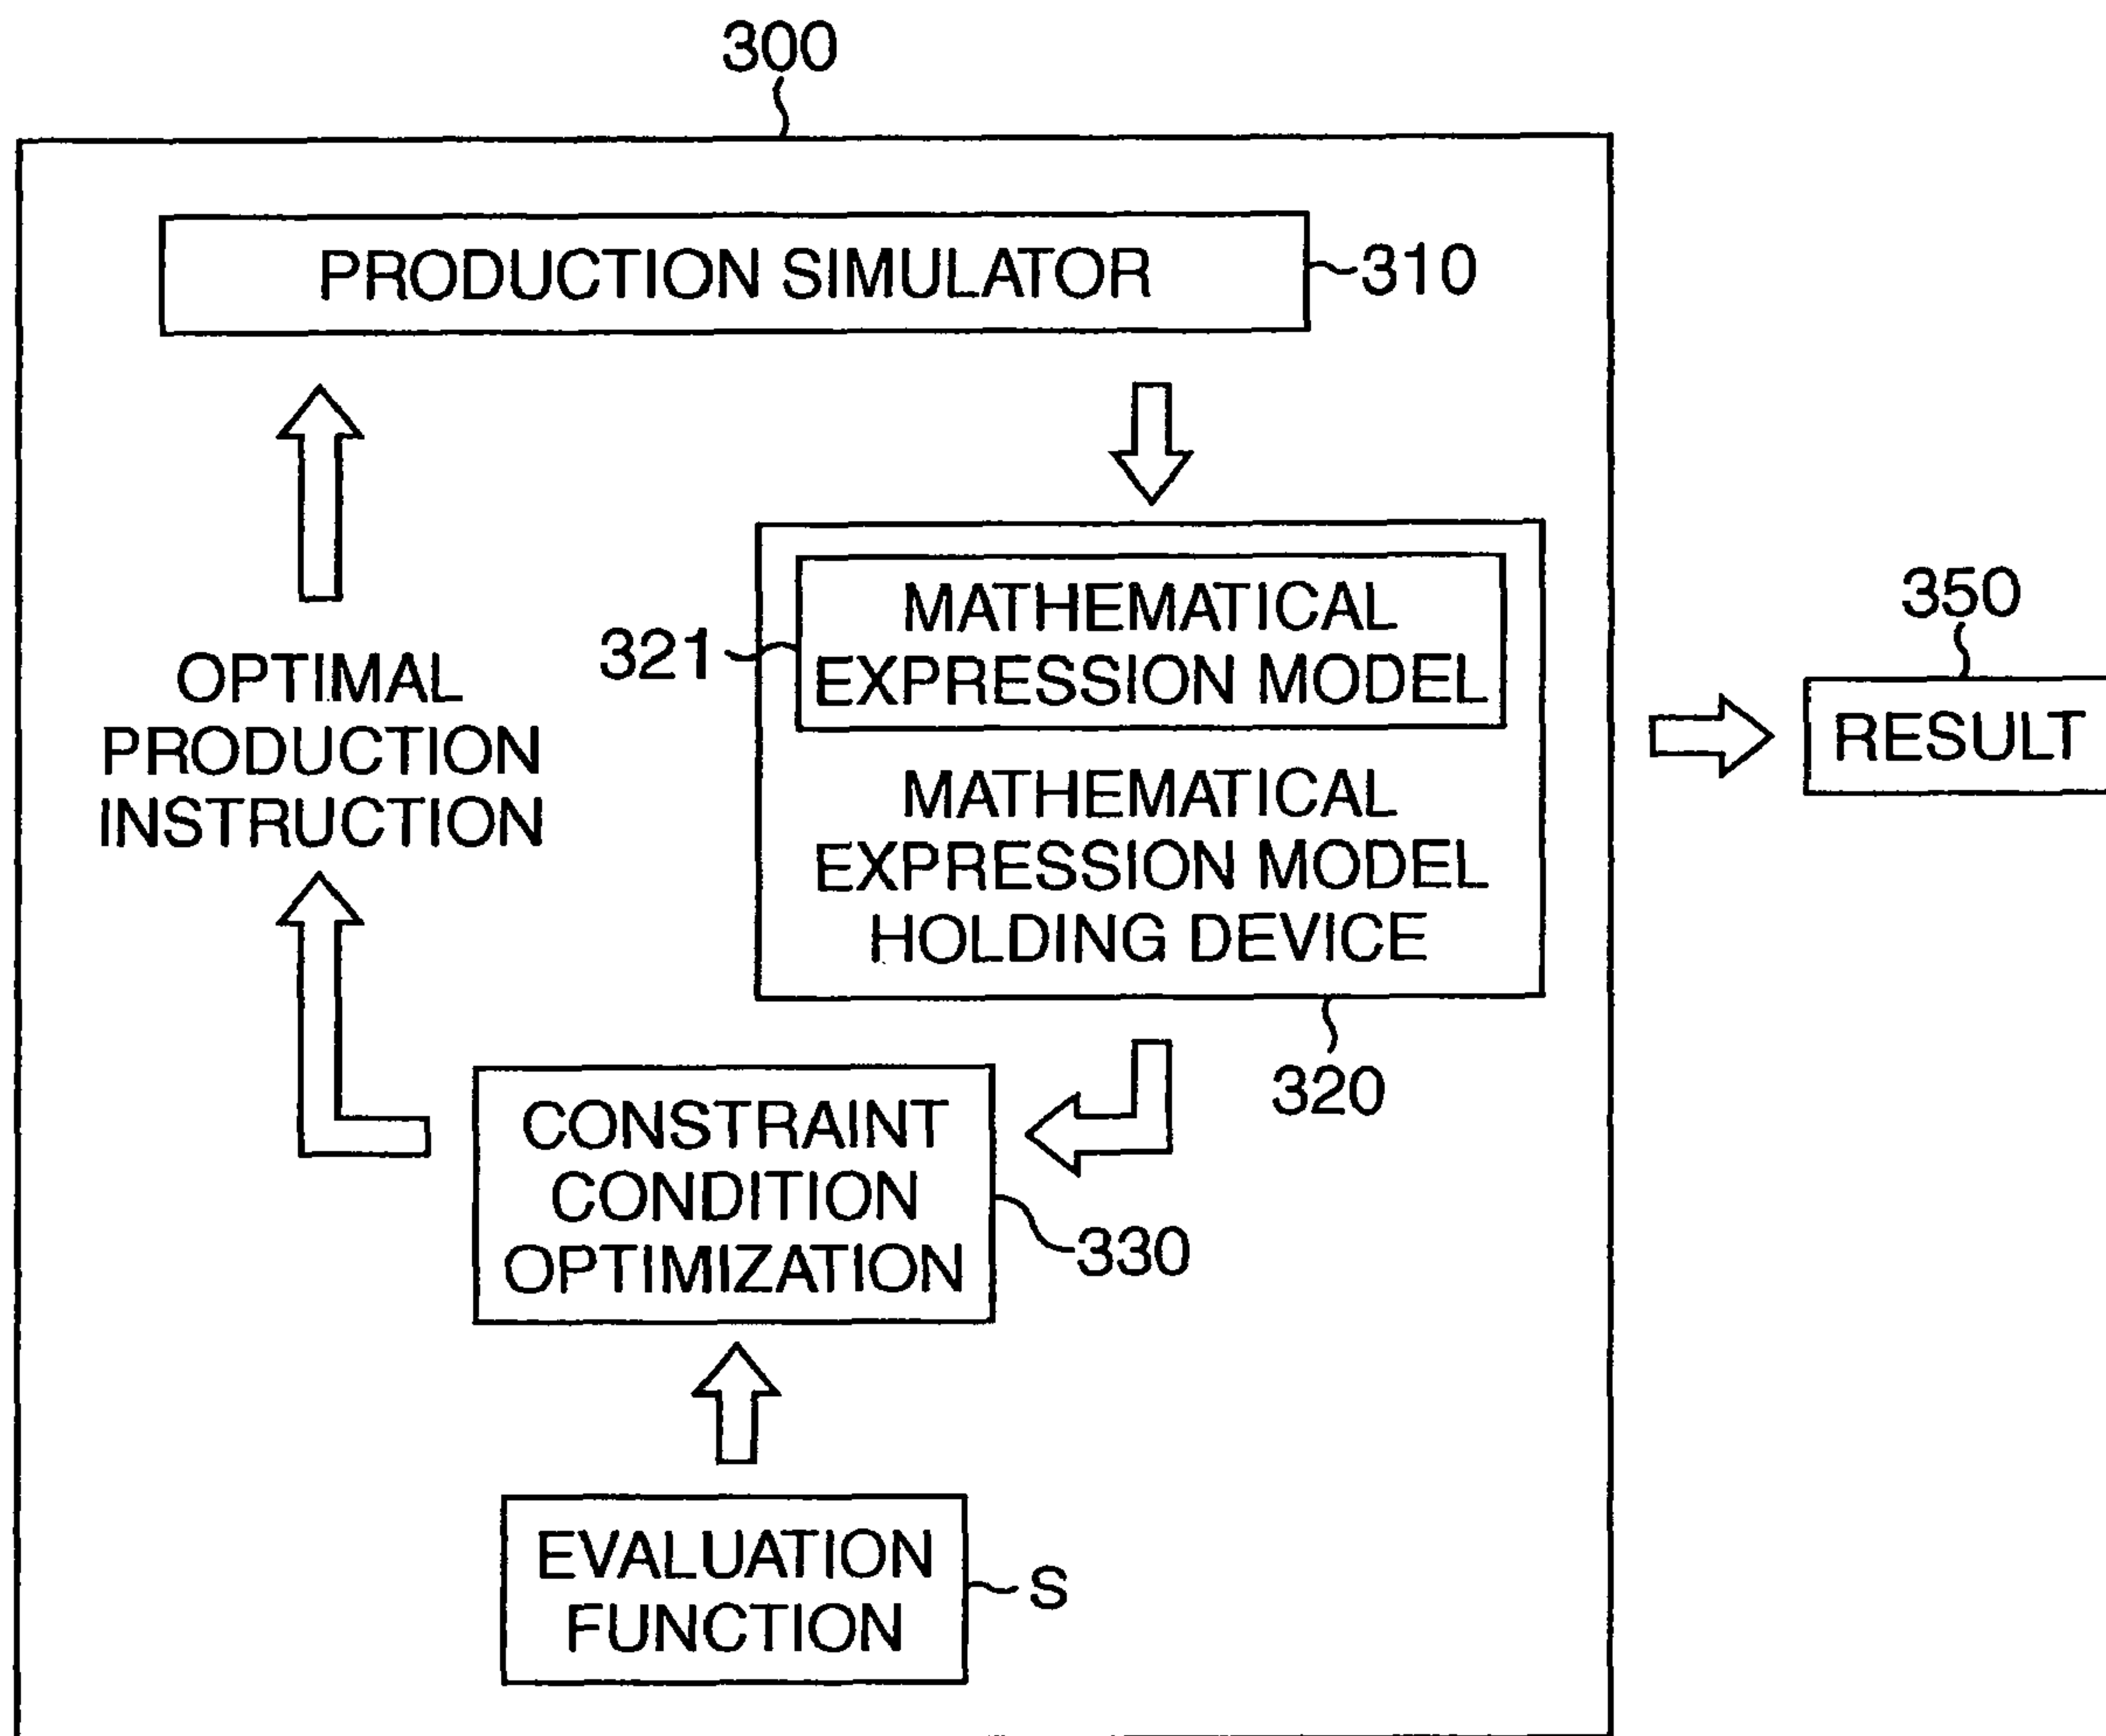 300
PRODUCTION SIMULATOR
310
MATHEMATICAL
EXPRESSION MODEL
321
MATHEMATICAL
EXPRESSION MODEL
HOLDING DEVICE
320
350
RESULT
OPTIMAL
PRODUCTION
INSTRUCTION
CONSTRAINT
CONDITION
OPTIMIZATION
330
EVALUATION
FUNCTION
S